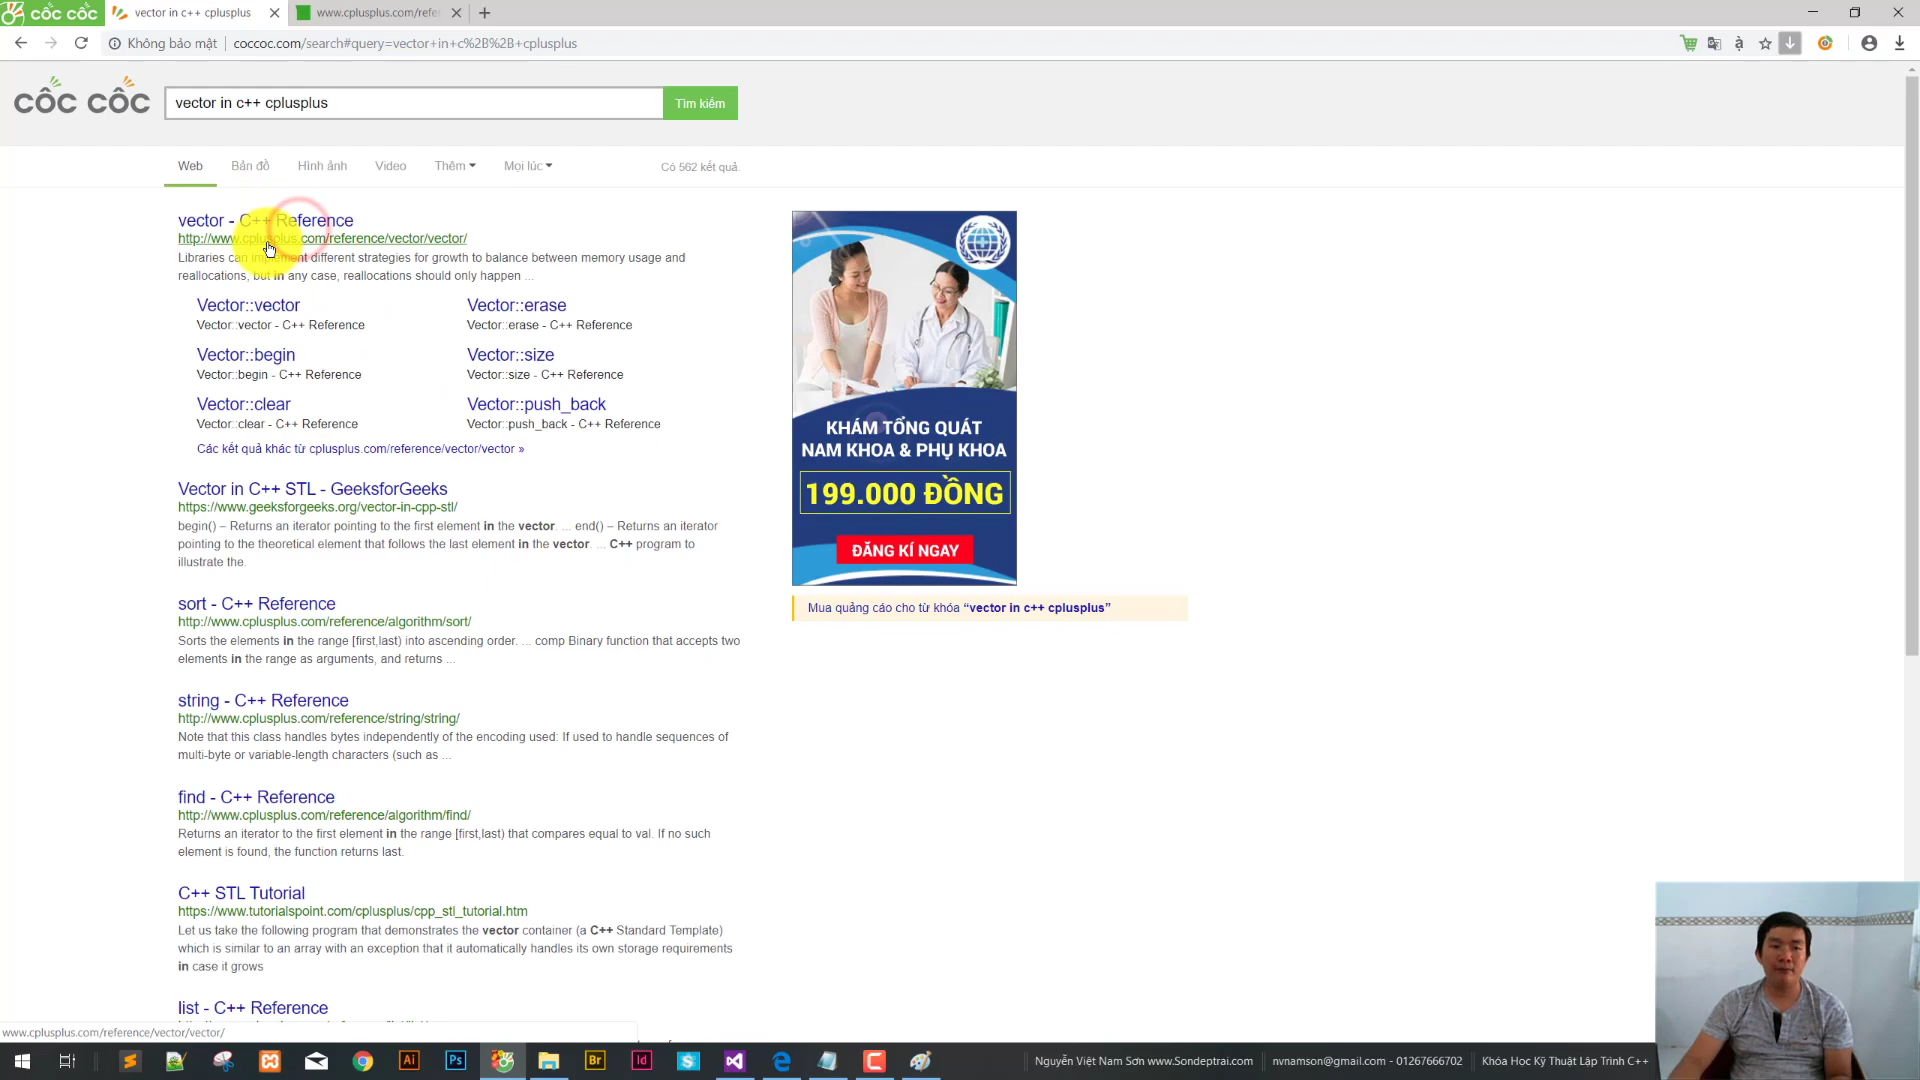 cốc cốc
vector in c++ cplusplus
www.cplusplus.com/refe
Không bảo mật
coccoc.com/search#query=vector+in+c%2B%2B+cplusplus
cốc cốc
vector in c++ cplusplus
Tìm kiếm
Web
Bản đồ
Hình ảnh
Video
Thêm
Mọi lúc
Có 562 kết quả.
vector - C++ Reference
http://www.cplusplus.com/reference/vector/vector/
Libraries can implement different strategies for growth to balance between memory usage and
reallocations, but in any case, reallocations should only happen ...
Vector::vector
Vector::vector - C++ Reference
Vector::erase
Vector::erase - C++ Reference
Vector::begin
Vector::begin - C++ Reference
Vector::size
Vector::size - C++ Reference
Vector::clear
Vector::clear - C++ Reference
Vector::push_back
Vector::push_back - C++ Reference
Các kết quả khác từ cplusplus.com/reference/vector/vector »
Vector in C++ STL - GeeksforGeeks
https://www.geeksforgeeks.org/vector-in-cpp-stl/
begin() – Returns an iterator pointing to the first element in the vector. ... end() – Returns an iterator
pointing to the theoretical element that follows the last element in the vector. ... C++ program to
illustrate the.
sort - C++ Reference
http://www.cplusplus.com/reference/algorithm/sort/
Sorts the elements in the range [first,last) into ascending order. ... comp Binary function that accepts two
elements in the range as arguments, and returns ...
string - C++ Reference
http://www.cplusplus.com/reference/string/string/
Note that this class handles bytes independently of the encoding used: If used to handle sequences of
multi-byte or variable-length characters (such as ...
find - C++ Reference
http://www.cplusplus.com/reference/algorithm/find/
Returns an iterator to the first element in the range [first,last) that compares equal to val. If no such
element is found, the function returns last.
C++ STL Tutorial
https://www.tutorialspoint.com/cplusplus/cpp_stl_tutorial.htm
Let us take the following program that demonstrates the vector container (a C++ Standard Template)
which is similar to an array with an exception that it automatically handles its own storage requirements
in case it grows
list - C++ Reference
KHÁM TỔNG QUÁT
NAM KHOA & PHỤ KHOA
199.000 ĐỒNG
ĐĂNG KÍ NGAY
Mua quảng cáo cho từ khóa “vector in c++ cplusplus”
www.cplusplus.com/reference/vector/vector/
Ai
Ps
Br
Id
Nguyễn Việt Nam Sơn www.Sondeptrai.com
nvnamson@gmail.com - 01267666702
Khóa Học Kỹ Thuật Lập Trình C++